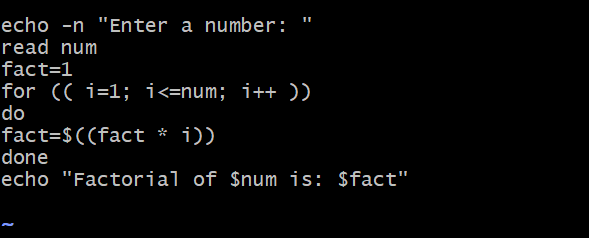 echo -n "Enter a number: "
read num
fact=1
for (( i=1; i<=num; i++ ))
do
fact=$((fact * i))
done
echo "Factorial of $num is: $fact"
~